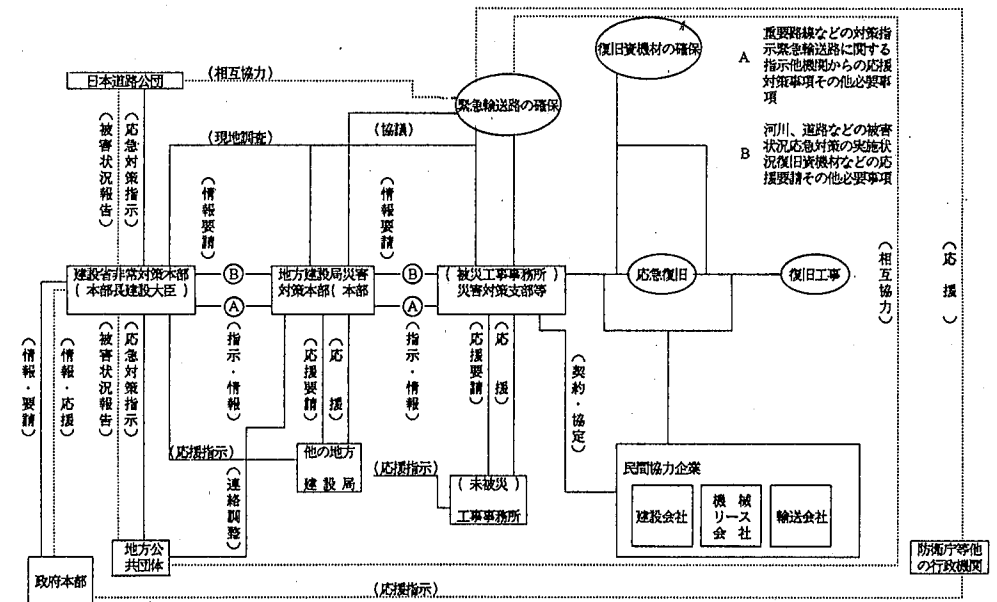 復旧資機材の確保
A
重要路線などの対策指
示緊急輸送路に関する
指示他機関からの応援
対策事項その他必要事
項
日本道路公団
(相互協力)
緊急輸送路の確保
(協議)
(現地調査)
B
河川、道路などの被害
状況応急対策の実施状
況復旧資機材などの応
援要請その他必要事項
(被害状況報告)
(応急対策指示)
(情報要請)
(情報要請)
(相互協力)
(応援)
建設省非常対策本部
(本部長建設大臣)
B
A
地方建設局災害
対策本部(本部
B
A
(被災工事事務所)
災害対策支部等
応急復旧
復旧工事
(情報・要請)
(情報・応援)
(被害状況報告)
(応急対策指示)
(指示・情報)
(応援要請)
(応援)
(指示・情報)
(応援要請)
(応援)
(契約・協定)
(応援指示)
他の地方
建設局
(応援指示)
(未被災)
工事事務所
(連絡調整)
民間協力企業
建設会社
機械
リース
会社
輸送会社
地方公
共団体
政府本部
(応援指示)
防衛庁等他
の行政機関